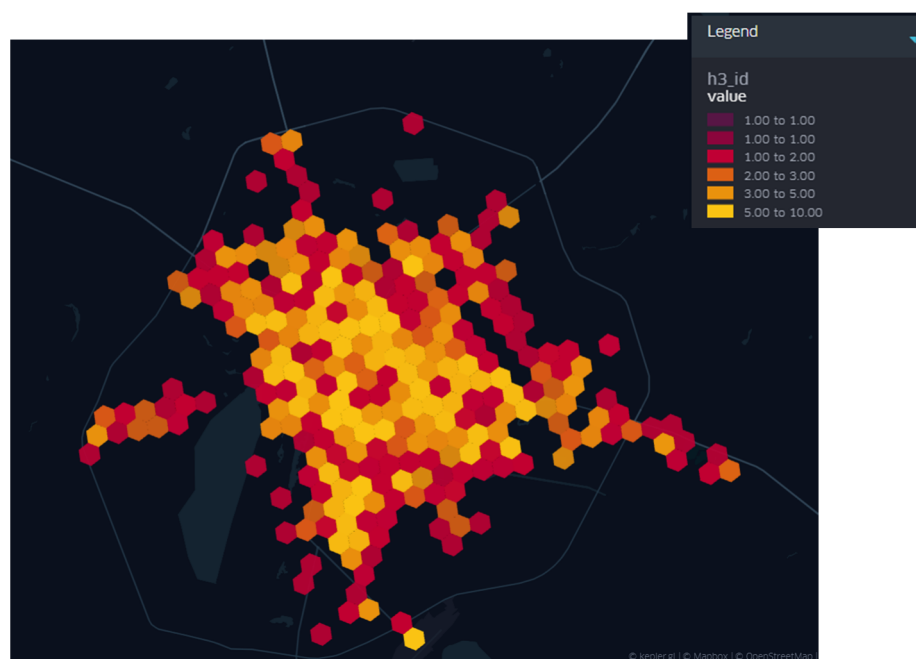 Legend
h3_id
value
1.00 to 1.00
1.00 to 1.00
1.00 to 2.00
2.00 to 3.00
3.00 to 5.00
5.00 to 10.00
© kepler.gl | © Mapbox | © OpenStreetMap |